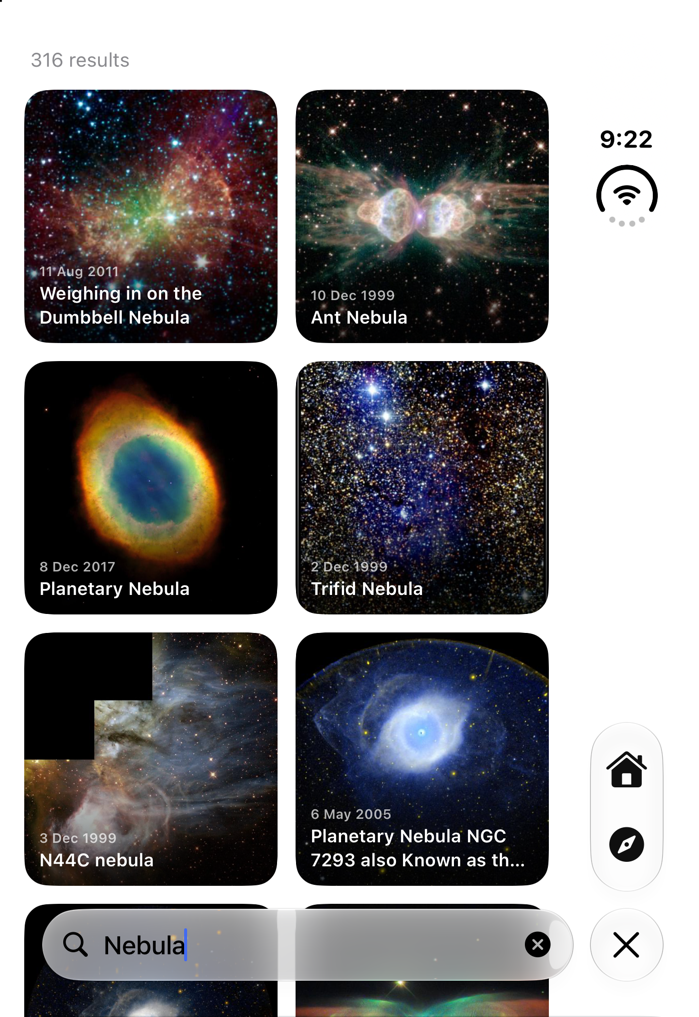 316 results
9:22
11 Aug 2011
Weighing in on the
Dumbbell Nebula
10 Dec 1999
Ant Nebula
8 Dec 2017
Planetary Nebula
2 Dec 1999
Trifid Nebula
3 Dec 1999
N44C nebula
6 May 2005
Planetary Nebula NGC
7293 also Known as th...
Nebula